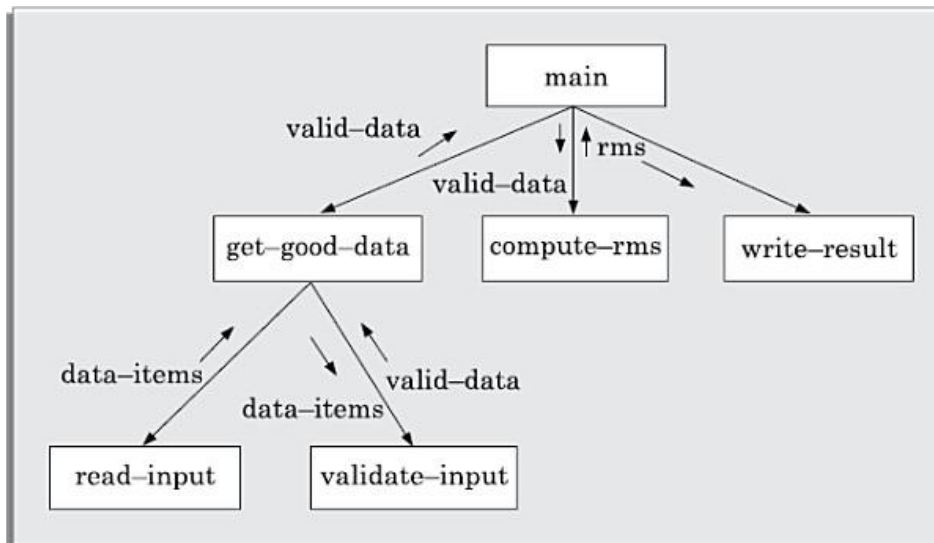 main
valid–data
rms
valid–data
get–good–data
compute–rms
write–result
data–items
valid–data
data–items
read–input
validate–input